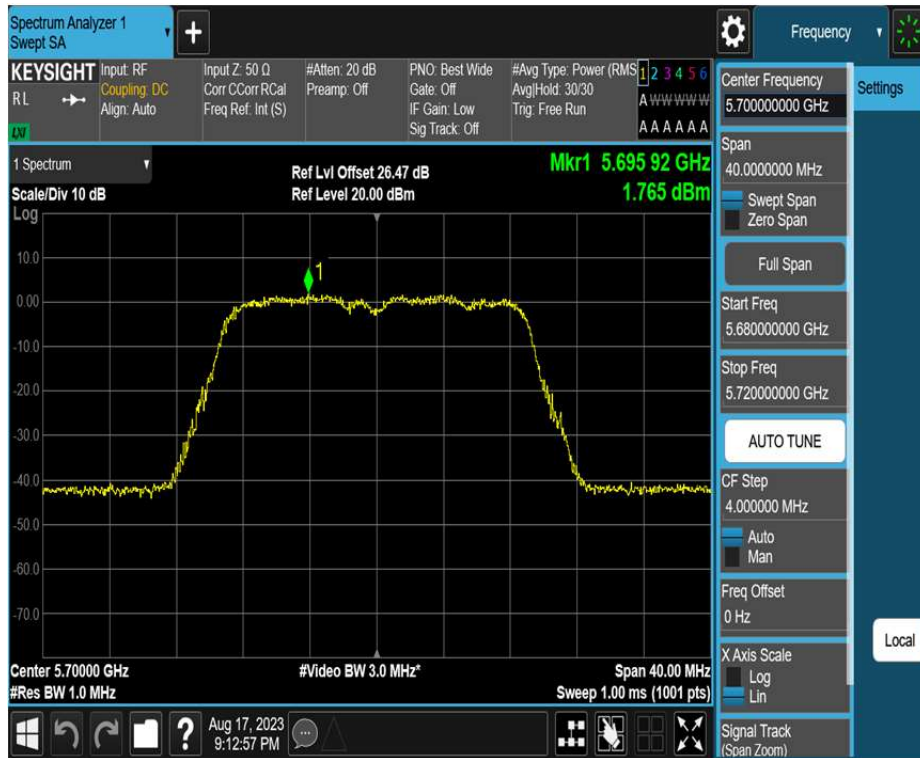 Spectrum Analyzer 1
Swept SA
+
Frequency
KEYSIGHT
R L
LXI
Input: RF
Coupling: DC
Align: Auto
Input Z: 50 Ω
Corr CCorr RCal
Freq Ref: Int (S)
#Atten: 20 dB
Preamp: Off
PNO: Best Wide
Gate: Off
IF Gain: Low
Sig Track: Off
#Avg Type: Power (RMS
Avg|Hold: 30/30
Trig: Free Run
1 2 3 4 5 6
A W W W W W
A A A A A A
1 Spectrum
Scale/Div 10 dB
Log
Ref Lvl Offset 26.47 dB
Ref Level 20.00 dBm
Mkr1 5.695 92 GHz
1.765 dBm
1
10.0
0.00
-10.0
-20.0
-30.0
-40.0
-50.0
-60.0
-70.0
Center 5.70000 GHz
#Res BW 1.0 MHz
#Video BW 3.0 MHz*
Span 40.00 MHz
Sweep 1.00 ms (1001 pts)
Center Frequency
5.70000000 GHz
Span
40.0000000 MHz
Swept Span
Zero Span
Full Span
Start Freq
5.680000000 GHz
Stop Freq
5.720000000 GHz
AUTO TUNE
CF Step
4.000000 MHz
Auto
Man
Freq Offset
0 Hz
X Axis Scale
Log
Lin
Signal Track
(Span Zoom)
Settings
Local
?
Aug 17, 2023
9:12:57 PM